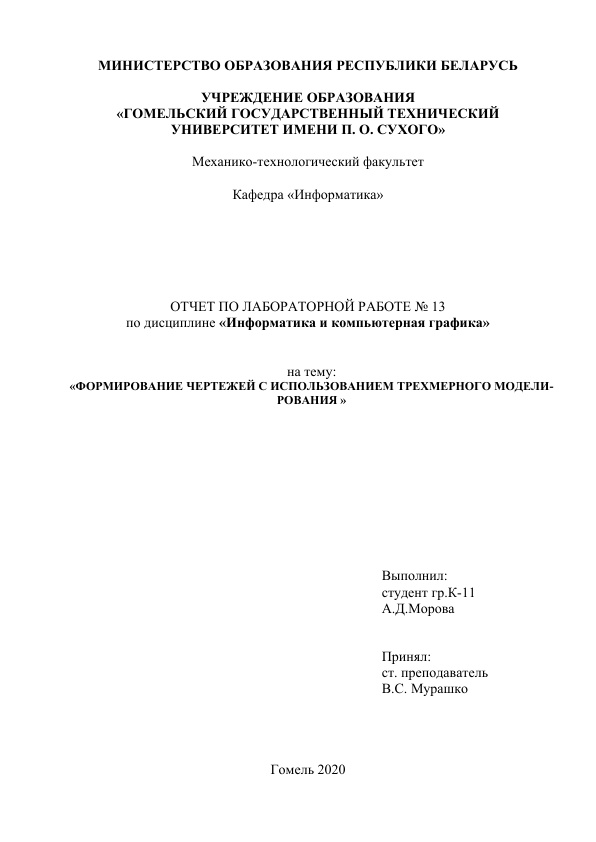 МИНИСТЕРСТВО ОБРАЗОВАНИЯ РЕСПУБЛИКИ БЕЛАРУСЬ
УЧРЕЖДЕНИЕ ОБРАЗОВАНИЯ
«ГОМЕЛЬСКИЙ ГОСУДАРСТВЕННЫЙ ТЕХНИЧЕСКИЙ
УНИВЕРСИТЕТ ИМЕНИ П. О. СУХОГО»
Механико-технологический факультет
Кафедра «Информатика»
ОТЧЕТ ПО ЛАБОРАТОРНОЙ РАБОТЕ № 13
по дисциплине «Информатика и компьютерная графика»
на тему:
«ФОРМИРОВАНИЕ ЧЕРТЕЖЕЙ С ИСПОЛЬЗОВАНИЕМ ТРЕХМЕРНОГО МОДЕЛИ-
РОВАНИЯ »
Выполнил:
студент гр.К-11
А.Д.Морова
Принял:
ст. преподаватель
В.С. Мурашко
Гомель 2020